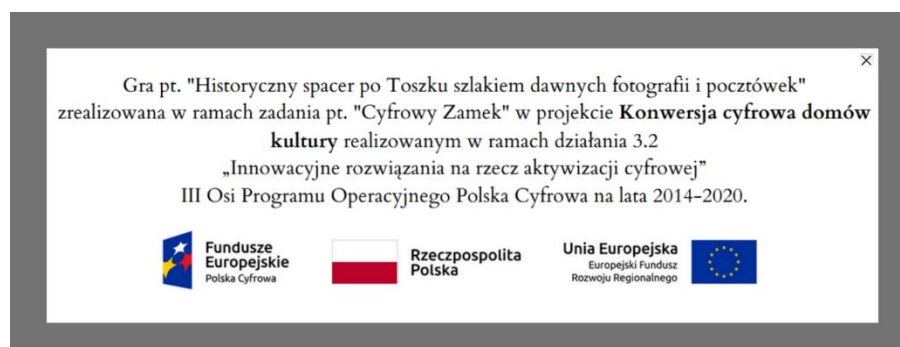 Gra pt. "Historyczny spacer po Toszku szlakiem dawnych fotografii i pocztówek"
zrealizowana w ramach zadania pt. "Cyfrowy Zamek" w projekcie Konwersja cyfrowa domów
kultury realizowanym w ramach działania 3.2
„Innowacyjne rozwiązania na rzecz aktywizacji cyfrowej”
III Osi Programu Operacyjnego Polska Cyfrowa na lata 2014-2020.
Fundusze
Europejskie
Polska Cyfrowa
Rzeczpospolita
Polska
Unia Europejska
Europejski Fundusz
Rozwoju Regionalnego